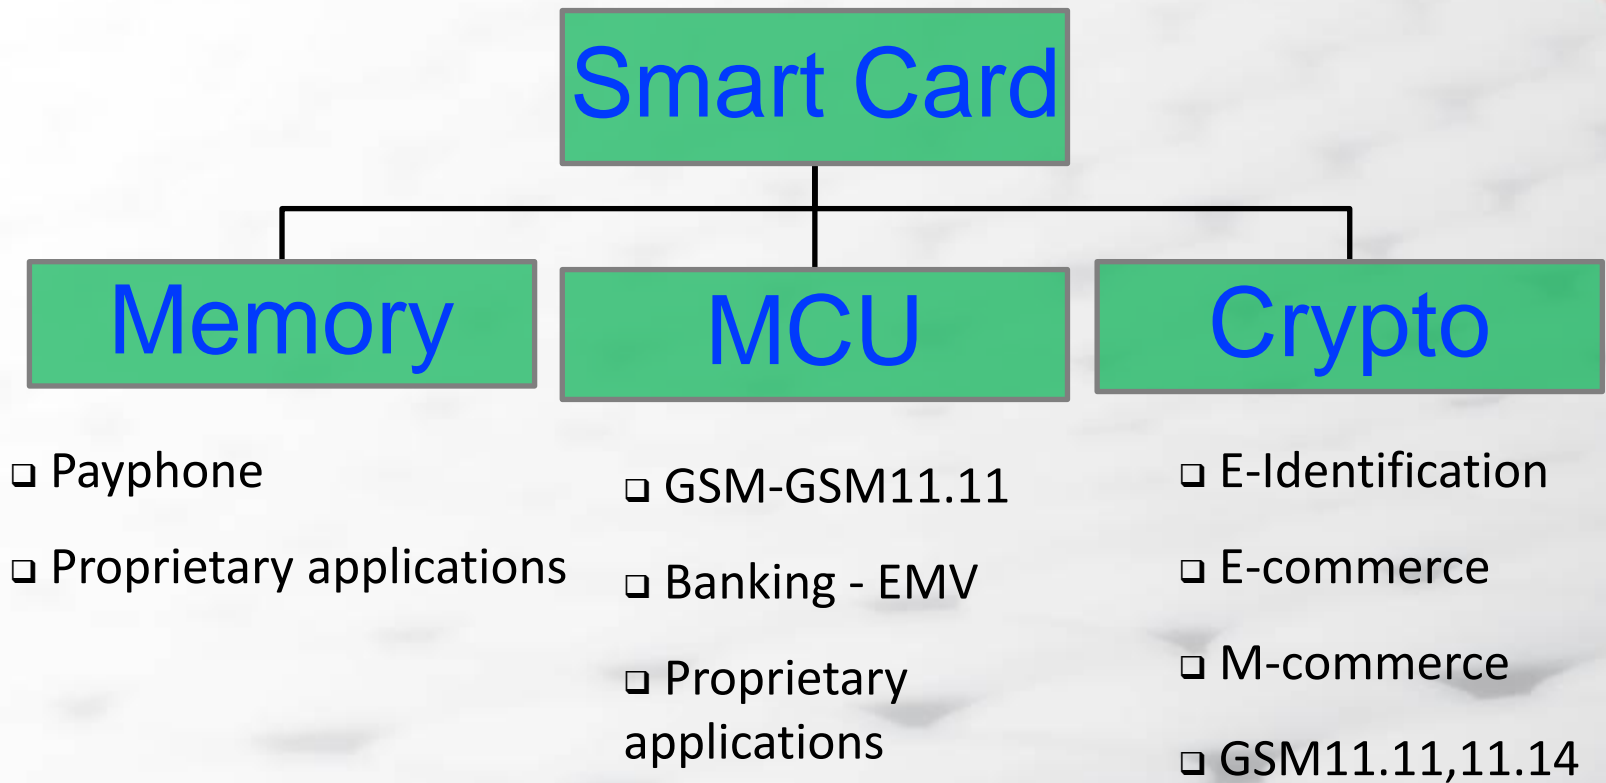 Smart Card
Memory
MCU
Crypto
❑ Payphone
❑ Proprietary applications
❑ GSM-GSM11.11
❑ Banking - EMV
❑ Proprietary
applications
❑ E-Identification
❑ E-commerce
❑ M-commerce
❑ GSM11.11,11.14